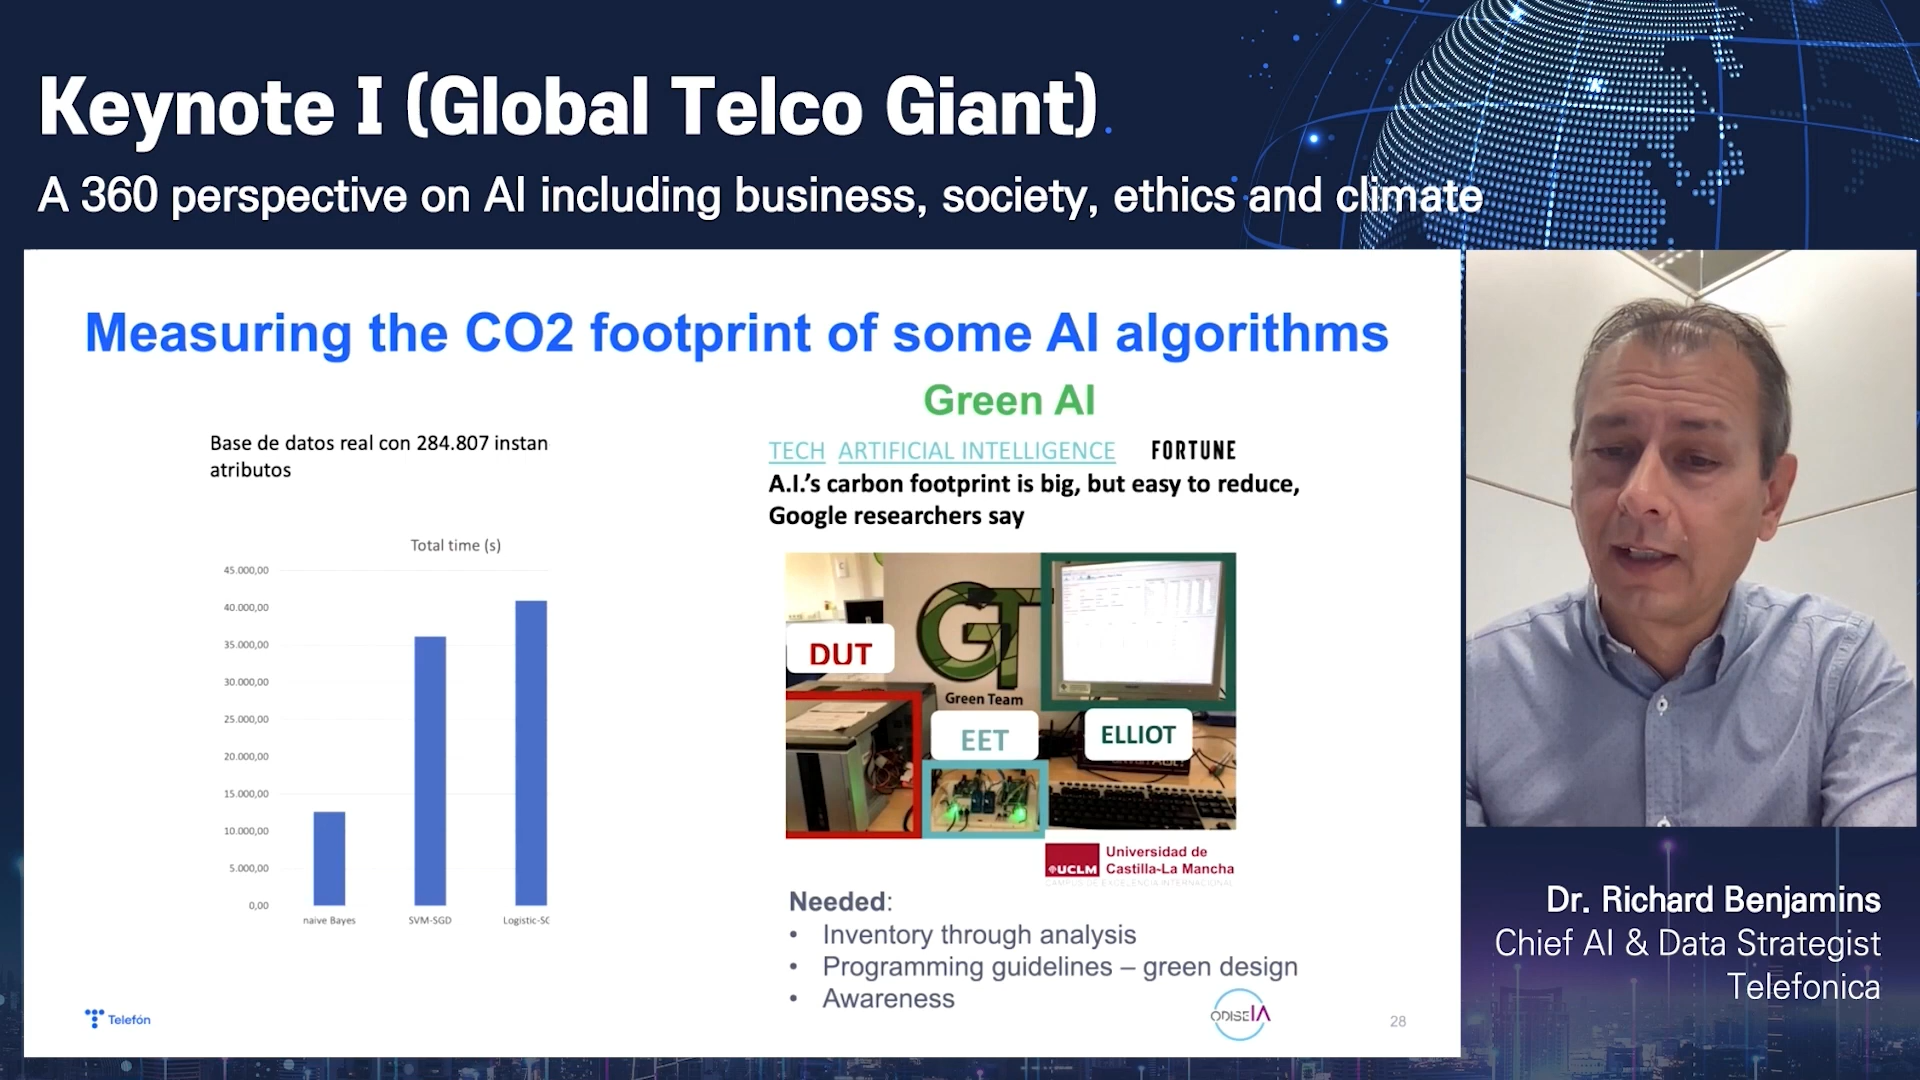 Keynote I (Global Telco Giant)
A 360 perspective on AI including business, society, ethics and climate
Measuring the CO2 footprint of some AI algorithms
Green AI
Base de datos real con 284.807 instan
atributos
TECH ARTIFICIAL INTELLIGENCE FORTUNE
A.I.'s carbon footprint is big, but easy to reduce,
Google researchers say
Total time (s)
45.000,00
40.000,00
35.000,00
30.000,00
25.000,00
20.000,00
15.000,00
10.000,00
5.000,00
0,00
naive Bayes
SVM-SGD
Logistic-SG
GT
Green Team
DUT
EET
ELLIOT
UCLM
Universidad de
Castilla-La Mancha
CAMPUS DE EXCELENCIA INTERNACIONAL
Needed:
• Inventory through analysis
• Programming guidelines – green design
• Awareness
Telefón
ODISEIA
28
Dr. Richard Benjamins
Chief AI & Data Strategist
Telefonica